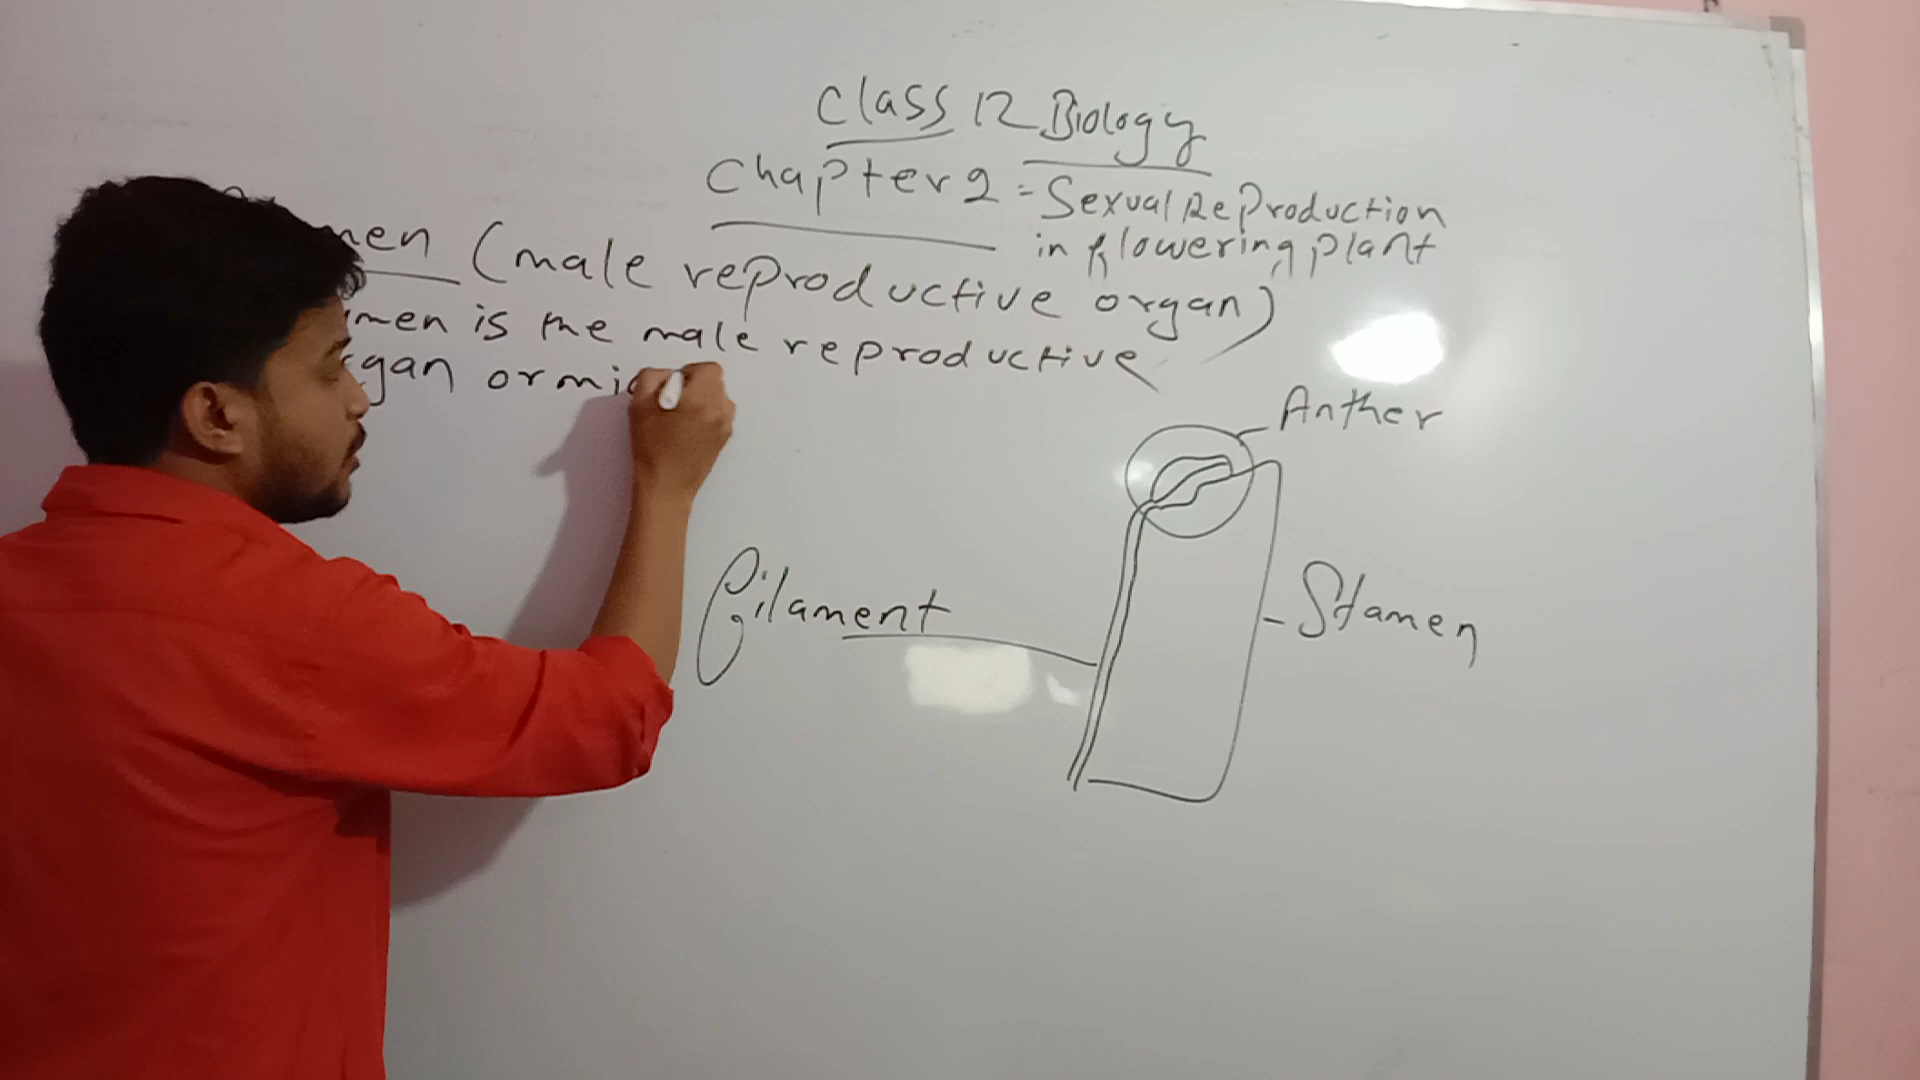 Class 12 Biology
Chapter 2 = Sexual Reproduction
in flowering plant
men (male reproductive organ)
men is the male reproductive
gan or mi
Anther
Filament
Stamen